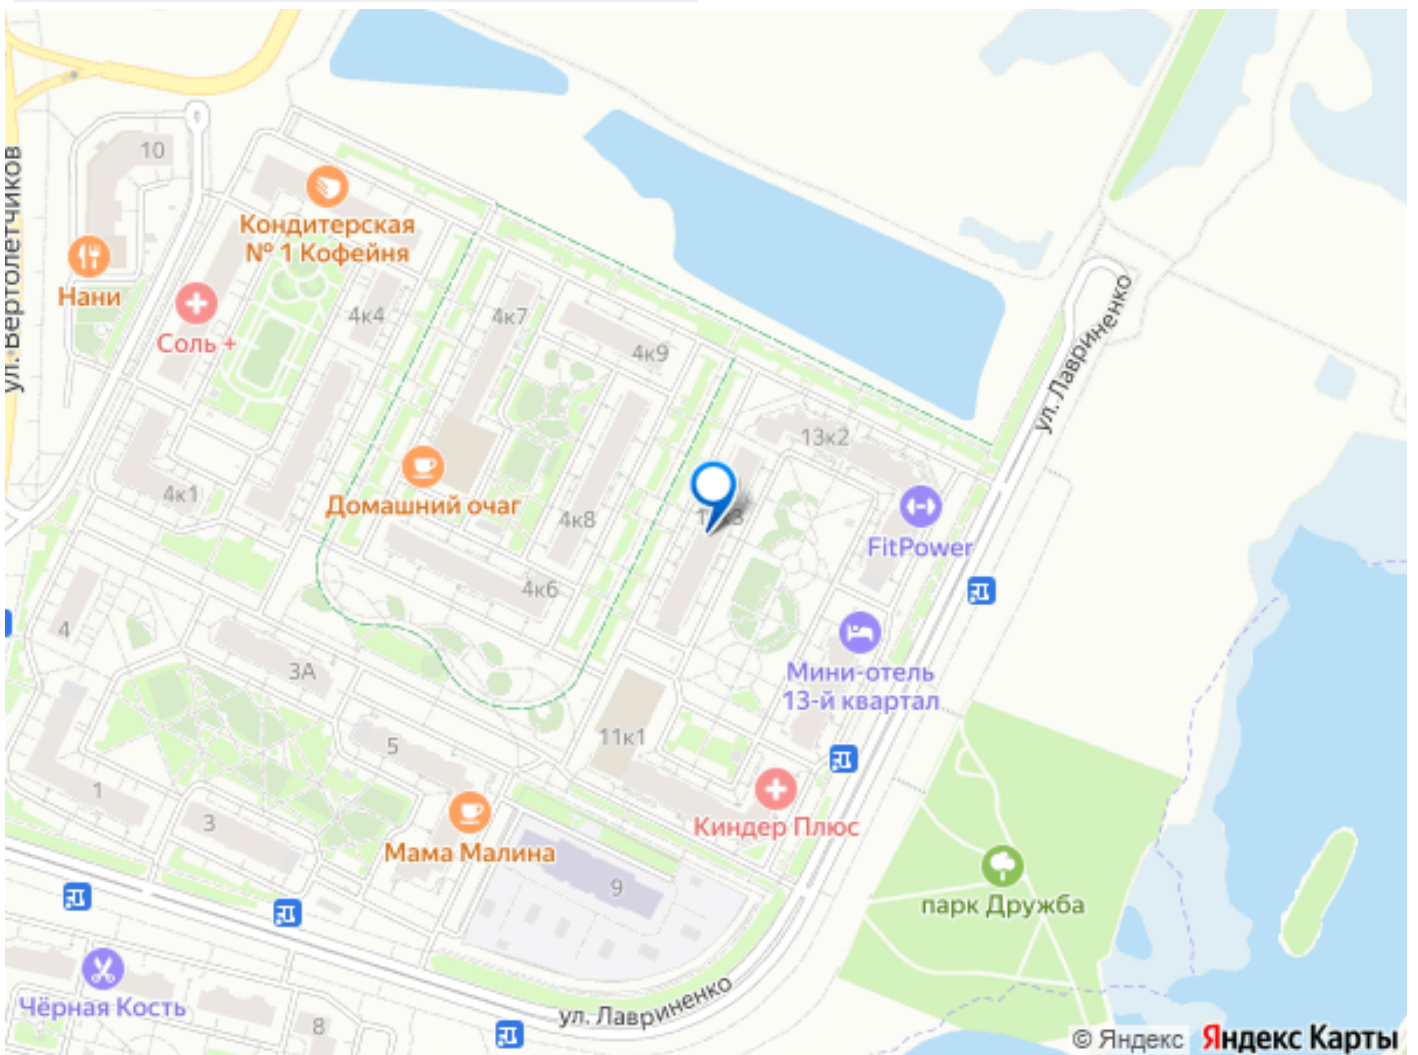 10
ул. Вертолетчиков
Кондитерская
№ 1 Кофейня
Нани
Соль +
4к4
4к7
4к9
ул. Лавриненко
13к2
Домашний очаг
4к1
4к8
FitPower
4к6
4
3А
Мини-отель
13-й квартал
11к1
5
1
3
Мама Малина
Киндер Плюс
9
парк Дружба
Чёрная Кость
8
ул. Лавриненко
© Яндекс Яндекс Карты